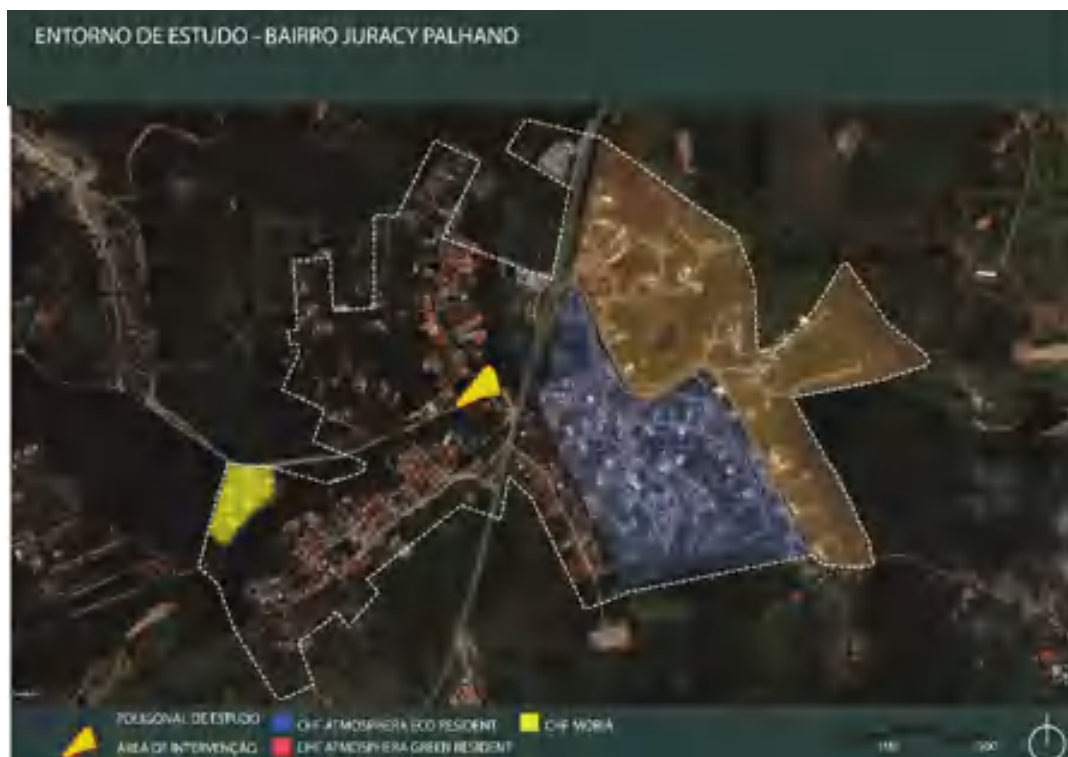 ENTORNO DE ESTUDO - BAIRRO JURACY PALHANO
POLIGONAL DE ESTUDO
CHF ATMOSPHERA ECO RESIDENT
CHF MORIÁ
ÁREA DE INTERVENÇÃO
CHF ATMOSPHERA GREEN RESIDENT